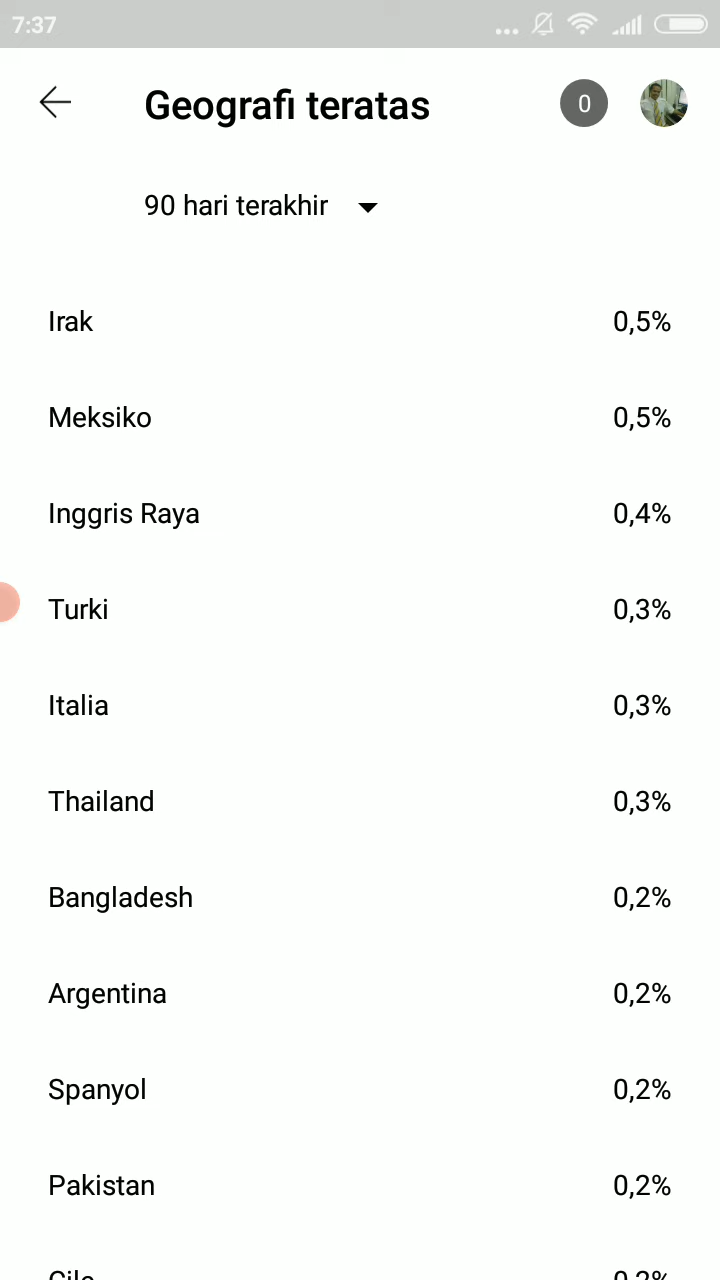 7:37
Geografi teratas
0
90 hari terakhir
Irak 0,5%
Meksiko 0,5%
Inggris Raya 0,4%
Turki 0,3%
Italia 0,3%
Thailand 0,3%
Bangladesh 0,2%
Argentina 0,2%
Spanyol 0,2%
Pakistan 0,2%